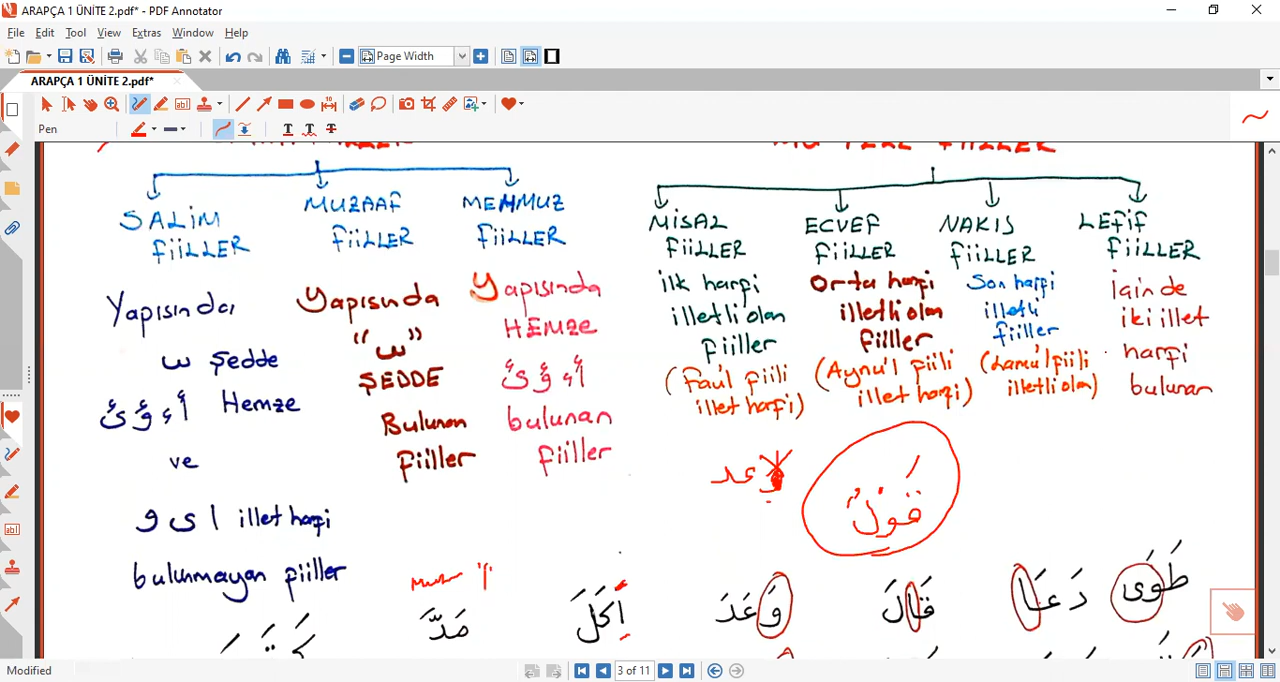 ARAPÇA 1 ÜNİTE 2.pdf* - PDF Annotator
File Edit Tool View Extras Window Help
Page Width
ARAPÇA 1 ÜNİTE 2.pdf*
Pen
SALİM
FİİLLER
Yapısında
ّ Şedde
أ ء ؤ ئ Hemze
ve
ا ى و illet harfi
bulunmayan fiiller
MUZAAF
FİİLLER
Yapısında
" ّ "
ŞEDDE
Bulunan
fiiller
مَدَّ
MEHMUZ
FİİLLER
Yapısında
HEMZE
أ ء ؤ ئ
bulunan
fiiller
أَكَلَ
MİSAL
FİİLLER
ilk harfi
illetli olan
fiiller
(Faul fiili
illet harfi)
وَعَدَ
ECVEF
FİİLLER
Orta harfi
illetli olan
fiiller
(Aynu'l fiili
illet harfi)
قَوَلَ
قَالَ
NAKIS
FİİLLER
Son harfi
illetli
fiiller
(Lamu'l fiili
illetli olan)
دَعَا
LEFİF
FİİLLER
İçinde
iki illet
harfi
bulunan
طَوَى
Modified
3 of 11